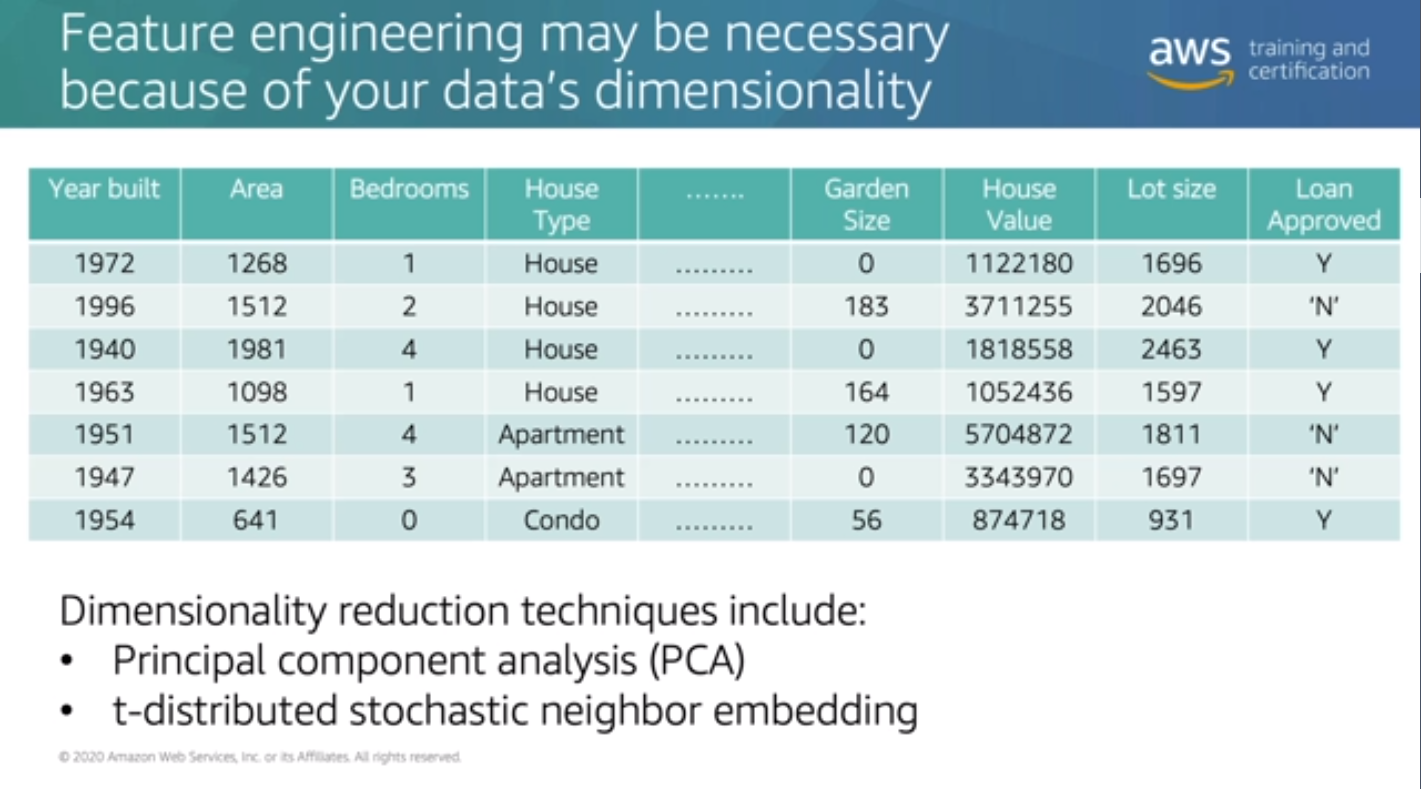 Feature engineering may be necessary
because of your data's dimensionality
aws training and
certification
Year built Area Bedrooms House Type ....... Garden Size House Value Lot size Loan Approved
1972 1268 1 House ......... 0 1122180 1696 Y
1996 1512 2 House ......... 183 3711255 2046 'N'
1940 1981 4 House ......... 0 1818558 2463 Y
1963 1098 1 House ......... 164 1052436 1597 Y
1951 1512 4 Apartment ......... 120 5704872 1811 'N'
1947 1426 3 Apartment ......... 0 3343970 1697 'N'
1954 641 0 Condo ......... 56 874718 931 Y
Dimensionality reduction techniques include:
• Principal component analysis (PCA)
• t-distributed stochastic neighbor embedding
© 2020 Amazon Web Services, Inc. or its Affiliates. All rights reserved.